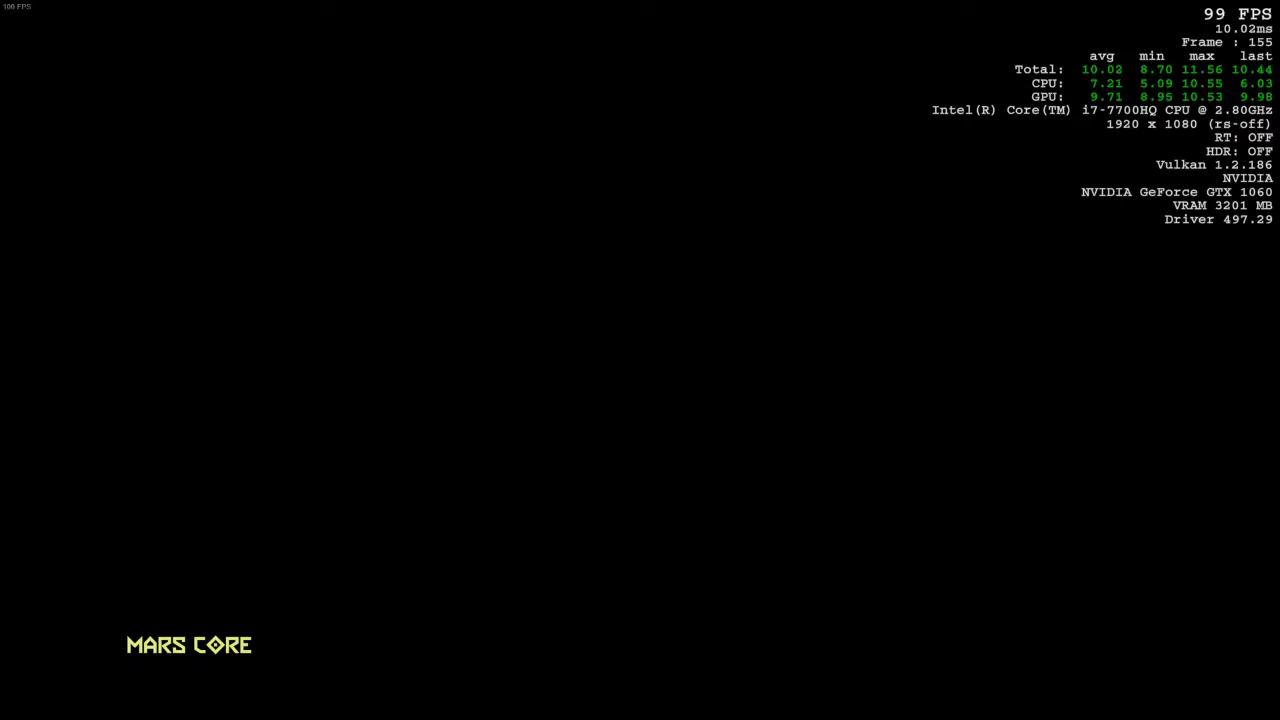 100 FPS
99 FPS
10.02ms
Frame : 155
avg min max last
Total: 10.02 8.70 11.56 10.44
CPU: 7.21 5.09 10.55 6.03
GPU: 9.71 8.95 10.53 9.98
Intel(R) Core(TM) i7-7700HQ CPU @ 2.80GHz
1920 x 1080 (rs-off)
RT: OFF
HDR: OFF
Vulkan 1.2.186
NVIDIA
NVIDIA GeForce GTX 1060
VRAM 3201 MB
Driver 497.29
MARS CORE